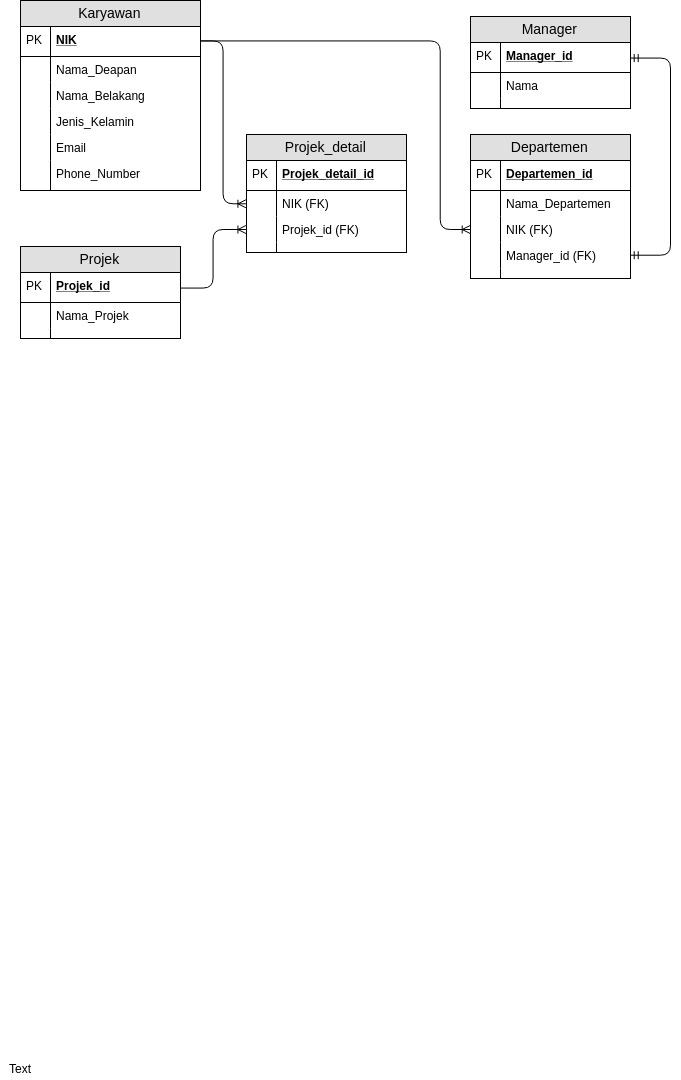 Karyawan
PK NIK
Nama_Deapan
Nama_Belakang
Jenis_Kelamin
Email
Phone_Number
Manager
PK Manager_id
Nama
Projek_detail
PK Projek_detail_id
NIK (FK)
Projek_id (FK)
Departemen
PK Departemen_id
Nama_Departemen
NIK (FK)
Manager_id (FK)
Projek
PK Projek_id
Nama_Projek
Text